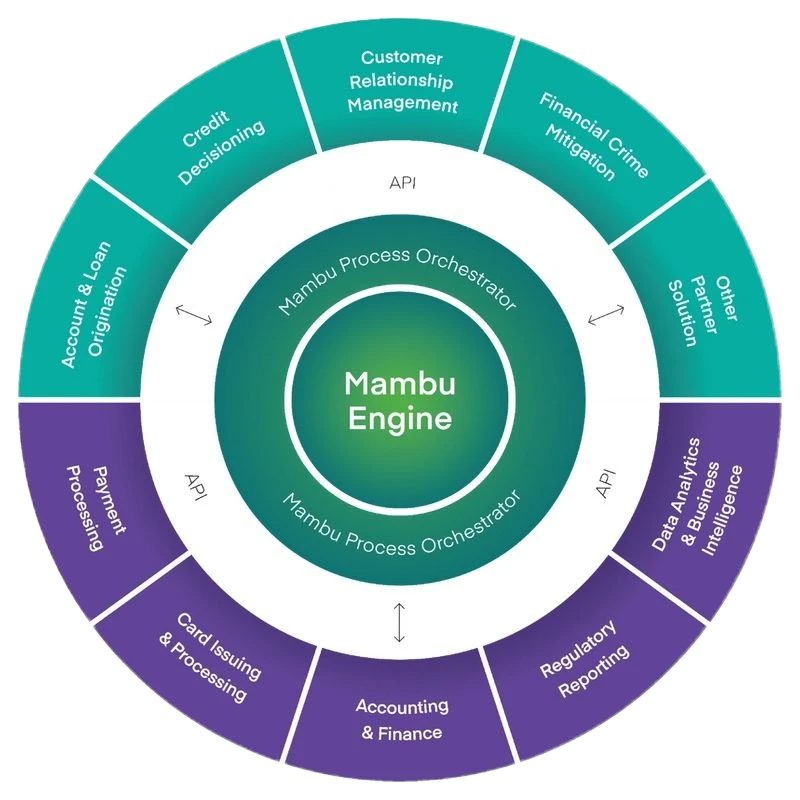 Customer
Relationship
Management
Financial Crime
Mitigation
Other
Partner
Solution
Data Analytics
& Business
Intelligence
Regulatory
Reporting
Accounting
& Finance
Card Issuing
& Processing
Payment
Processing
Account & Loan
Origination
Credit
Decisioning
API
API
API
Mambu Process Orchestrator
Mambu
Engine
Mambu Process Orchestrator